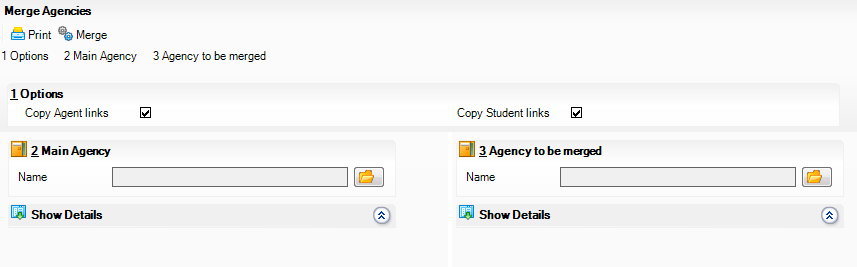 Merge Agencies
Print Merge
1 Options 2 Main Agency 3 Agency to be merged
1 Options
Copy Agent links Copy Student links
2 Main Agency
Name
Show Details
3 Agency to be merged
Name
Show Details